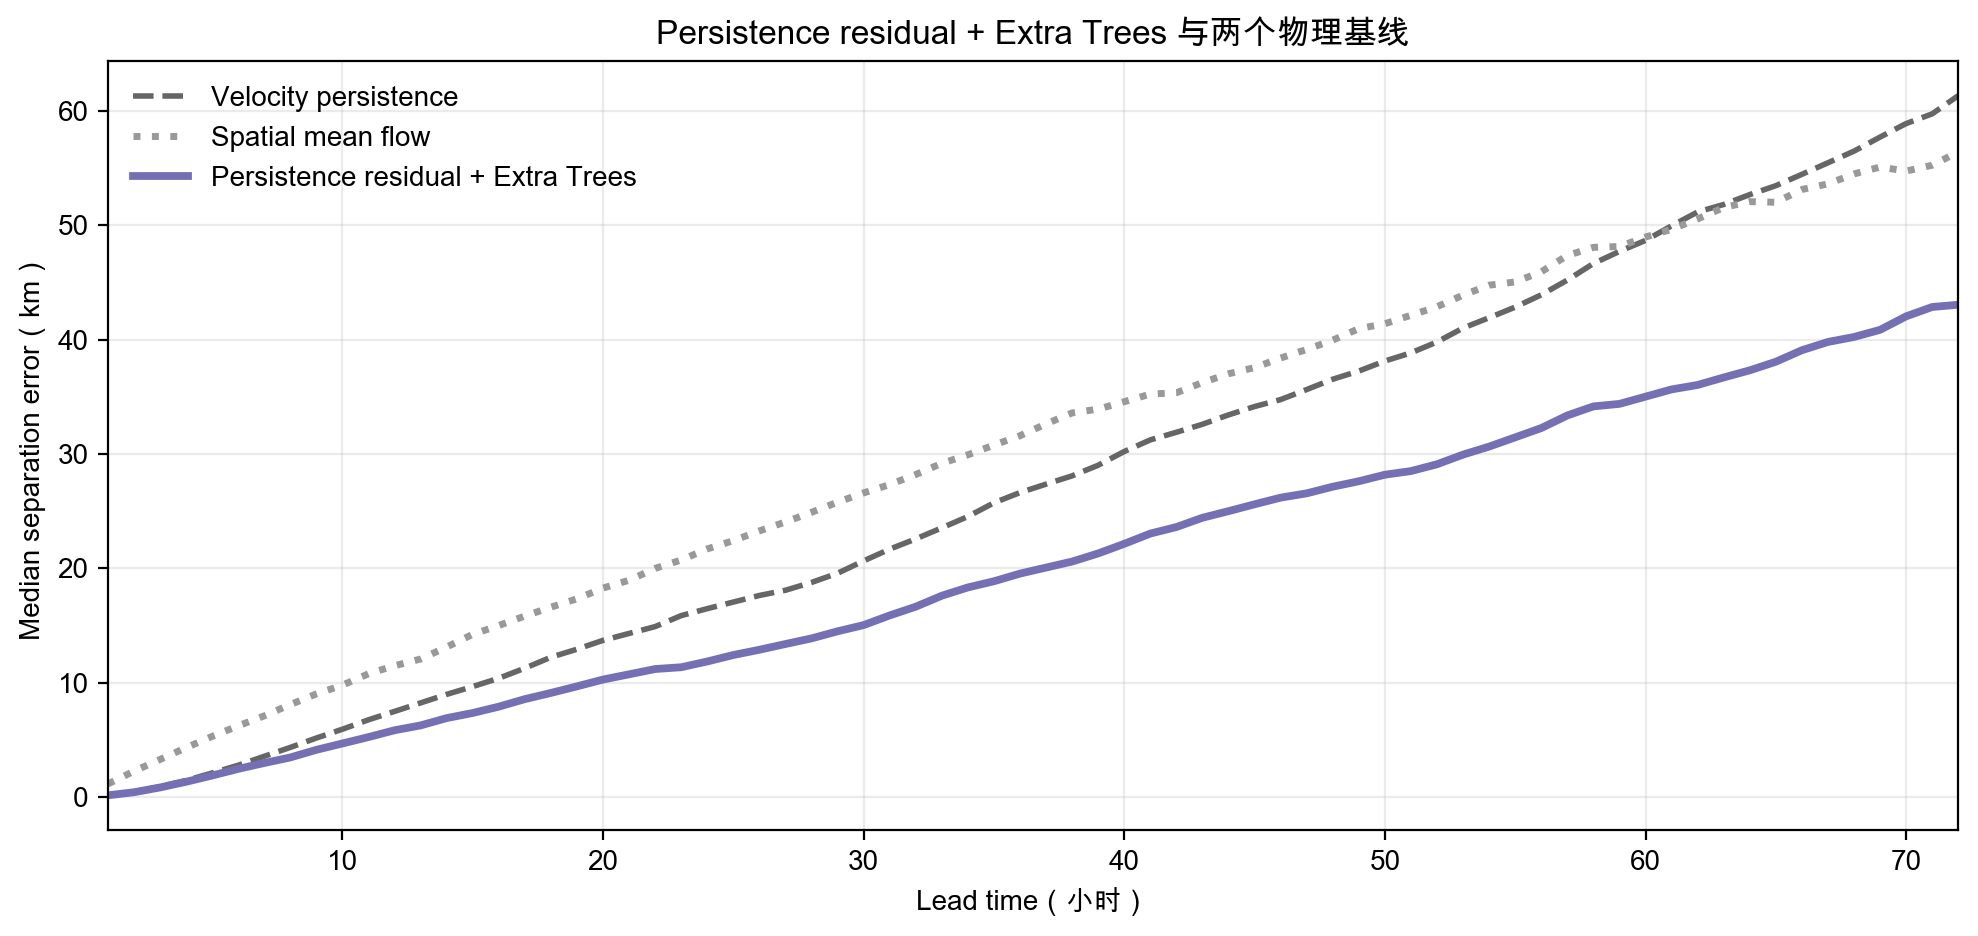 Persistence residual + Extra Trees 与两个物理基线
Velocity persistence
Spatial mean flow
Persistence residual + Extra Trees
Median separation error ( km )
60
50
40
30
20
10
0
10 20 30 40 50 60 70
Lead time ( 小时 )